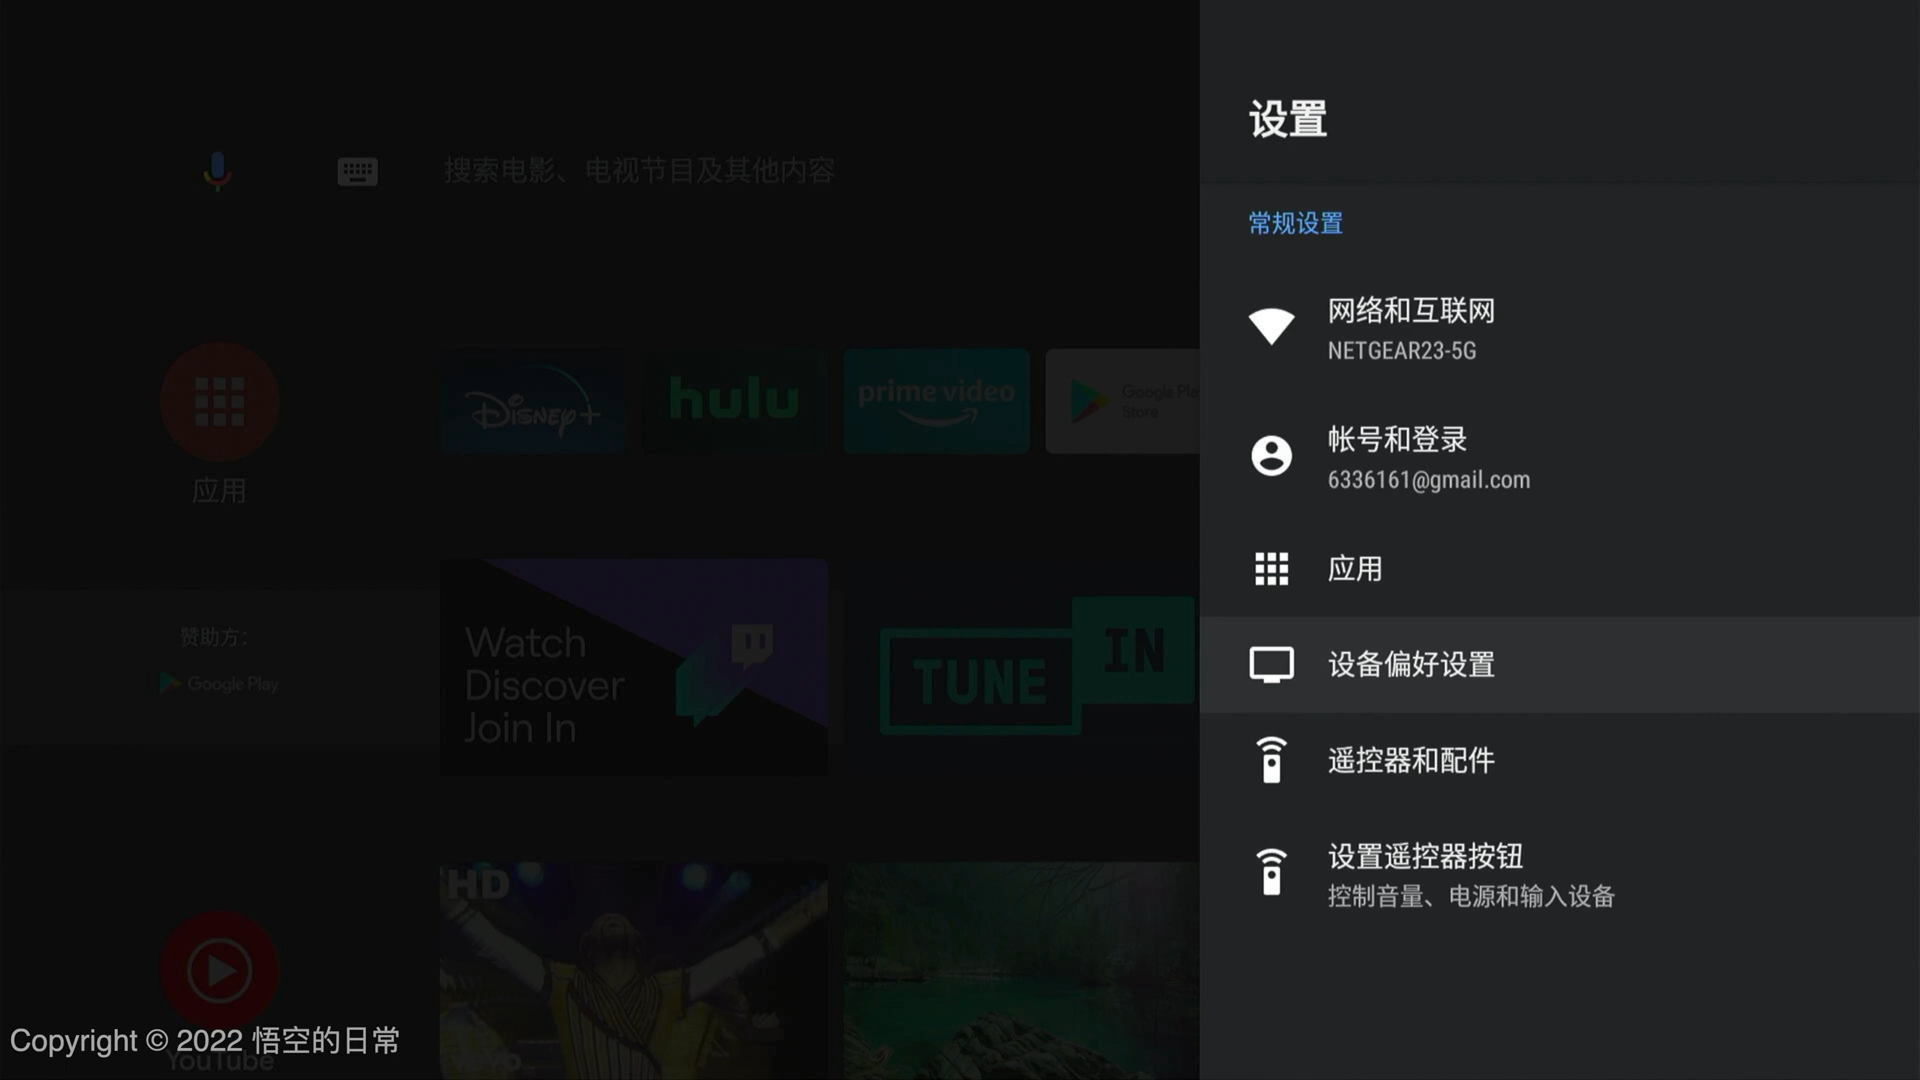 搜索电影、电视节目及其他内容
应用
Disney+
hulu
prime video
Google Play
Store
赞助方：
Google Play
Watch
Discover
Join In
TUNE IN
HD
YouTube
Copyright © 2022 悟空的日常
设置
常规设置
网络和互联网
NETGEAR23-5G
帐号和登录
6336161@gmail.com
应用
设备偏好设置
遥控器和配件
设置遥控器按钮
控制音量、电源和输入设备